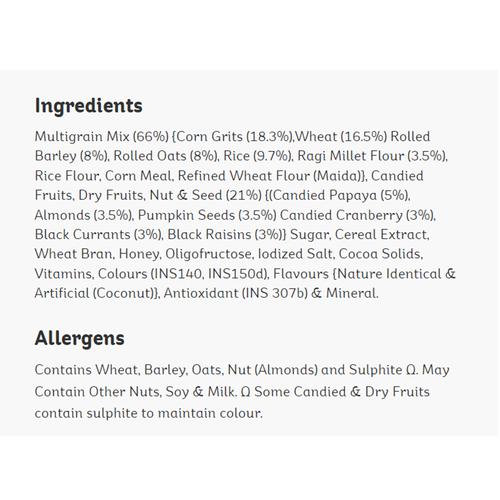 Ingredients
Multigrain Mix (66%) {Corn Grits (18.3%),Wheat (16.5%) Rolled
Barley (8%), Rolled Oats (8%), Rice (9.7%), Ragi Millet Flour (3.5%),
Rice Flour, Corn Meal, Refined Wheat Flour (Maida)}, Candied
Fruits, Dry Fruits, Nut & Seed (21%) {(Candied Papaya (5%),
Almonds (3.5%), Pumpkin Seeds (3.5%) Candied Cranberry (3%),
Black Currants (3%), Black Raisins (3%)} Sugar, Cereal Extract,
Wheat Bran, Honey, Oligofructose, Iodized Salt, Cocoa Solids,
Vitamins, Colours (INS140, INS150d), Flavours {Nature Identical &
Artificial (Coconut)}, Antioxidant (INS 307b) & Mineral.
Allergens
Contains Wheat, Barley, Oats, Nut (Almonds) and Sulphite Ω. May
Contain Other Nuts, Soy & Milk. Ω Some Candied & Dry Fruits
contain sulphite to maintain colour.